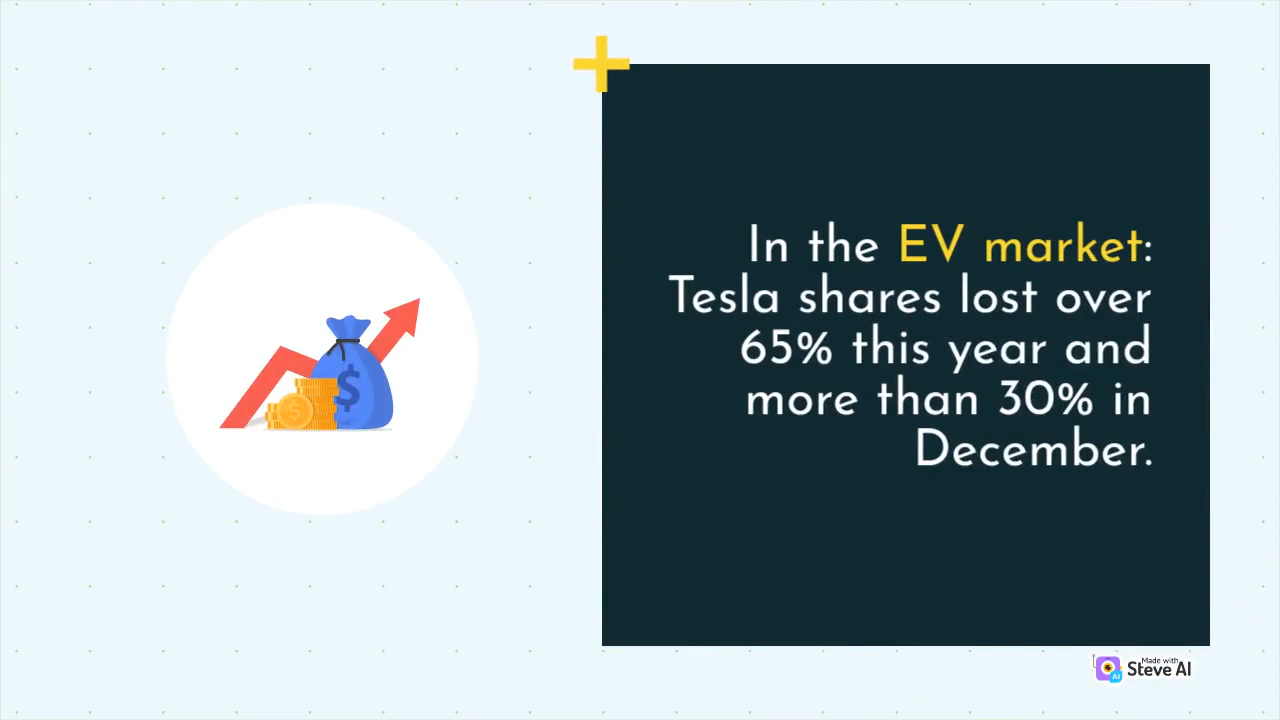 In the EV market:
Tesla shares lost over
65% this year and
more than 30% in
December.
$
$
Made with
Steve AI
AI